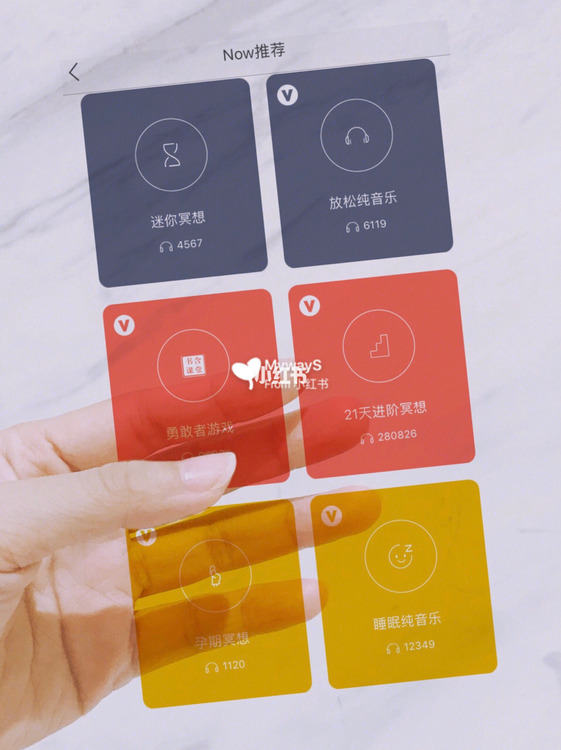 Now推荐
迷你冥想
4567
V
放松纯音乐
6119
V
书含
课堂
勇敢者游戏
V
21天进阶冥想
280826
MywayS
小红书
From 小红书
V
孕期冥想
1120
V
睡眠纯音乐
12349